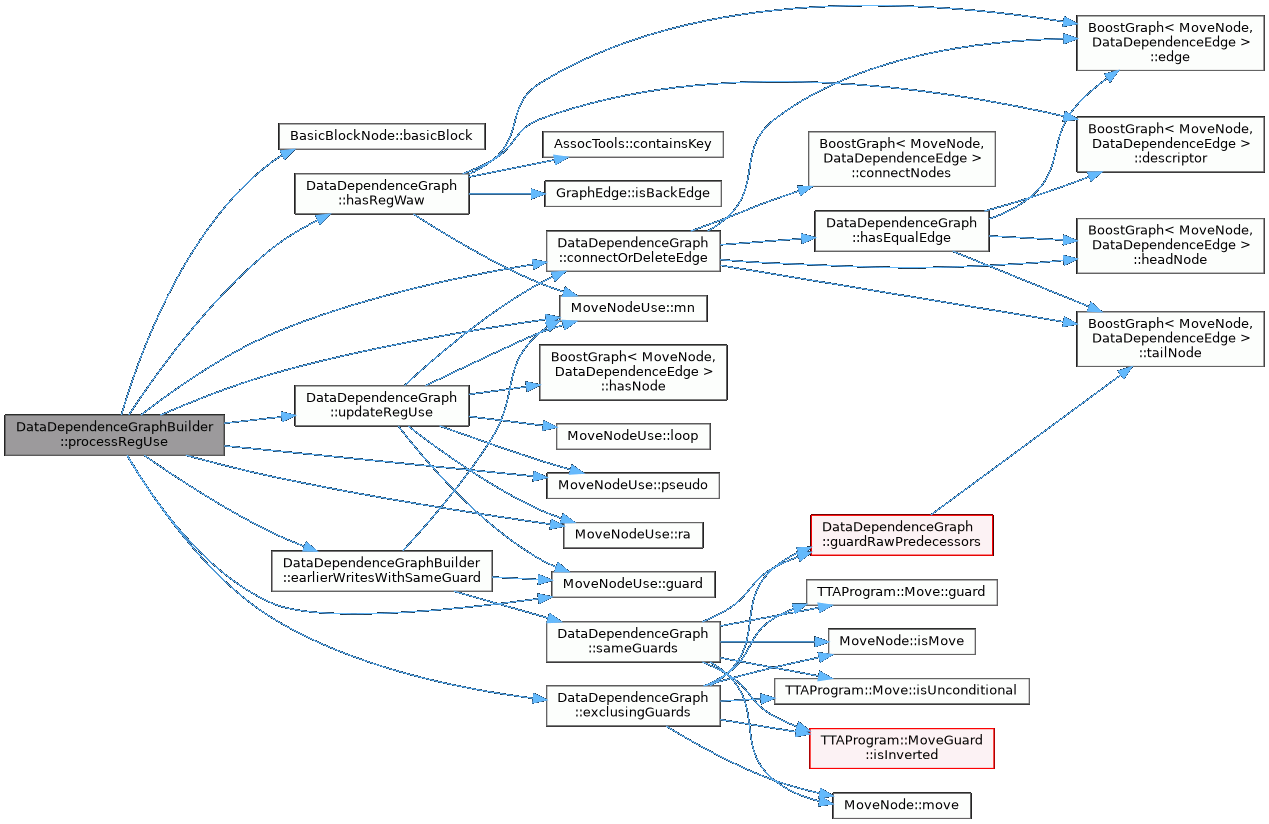 DataDependenceGraphBuilder
::processRegUse
BasicBlockNode::basicBlock
DataDependenceGraph
::hasRegWaw
DataDependenceGraph
::updateRegUse
DataDependenceGraphBuilder
::earlierWritesWithSameGuard
AssocTools::containsKey
GraphEdge::isBackEdge
DataDependenceGraph
::connectOrDeleteEdge
MoveNodeUse::mn
BoostGraph< MoveNode,
DataDependenceEdge >
::hasNode
MoveNodeUse::loop
MoveNodeUse::pseudo
MoveNodeUse::ra
MoveNodeUse::guard
DataDependenceGraph
::sameGuards
DataDependenceGraph
::exclusingGuards
BoostGraph< MoveNode,
DataDependenceEdge >
::connectNodes
DataDependenceGraph
::hasEqualEdge
DataDependenceGraph
::guardRawPredecessors
TTAProgram::Move::guard
MoveNode::isMove
TTAProgram::Move::isUnconditional
TTAProgram::MoveGuard
::isInverted
MoveNode::move
BoostGraph< MoveNode,
DataDependenceEdge >
::edge
BoostGraph< MoveNode,
DataDependenceEdge >
::descriptor
BoostGraph< MoveNode,
DataDependenceEdge >
::headNode
BoostGraph< MoveNode,
DataDependenceEdge >
::tailNode